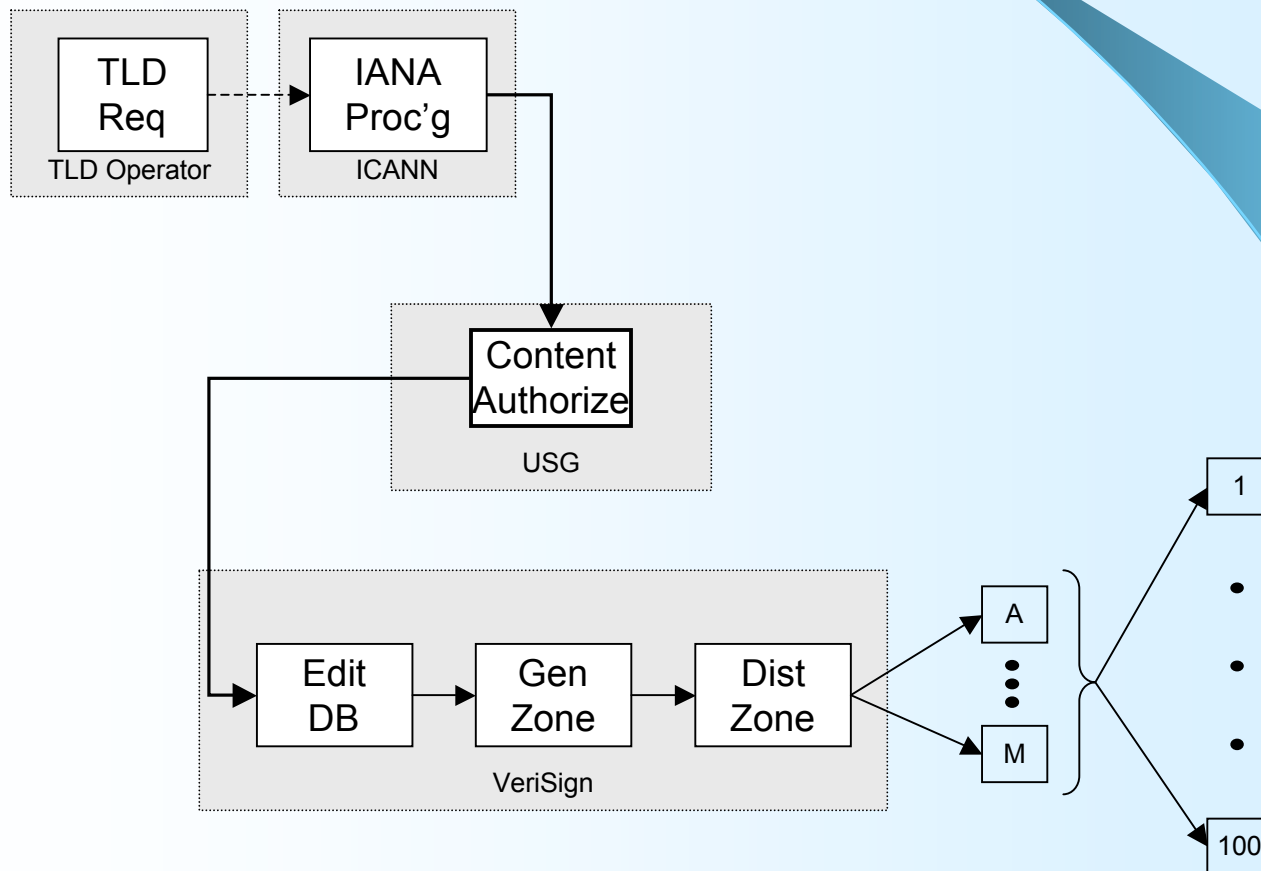 TLD
Req
TLD Operator
IANA
Proc’g
ICANN
Content
Authorize
USG
Edit
DB
Gen
Zone
Dist
Zone
VeriSign
A
M
1
100